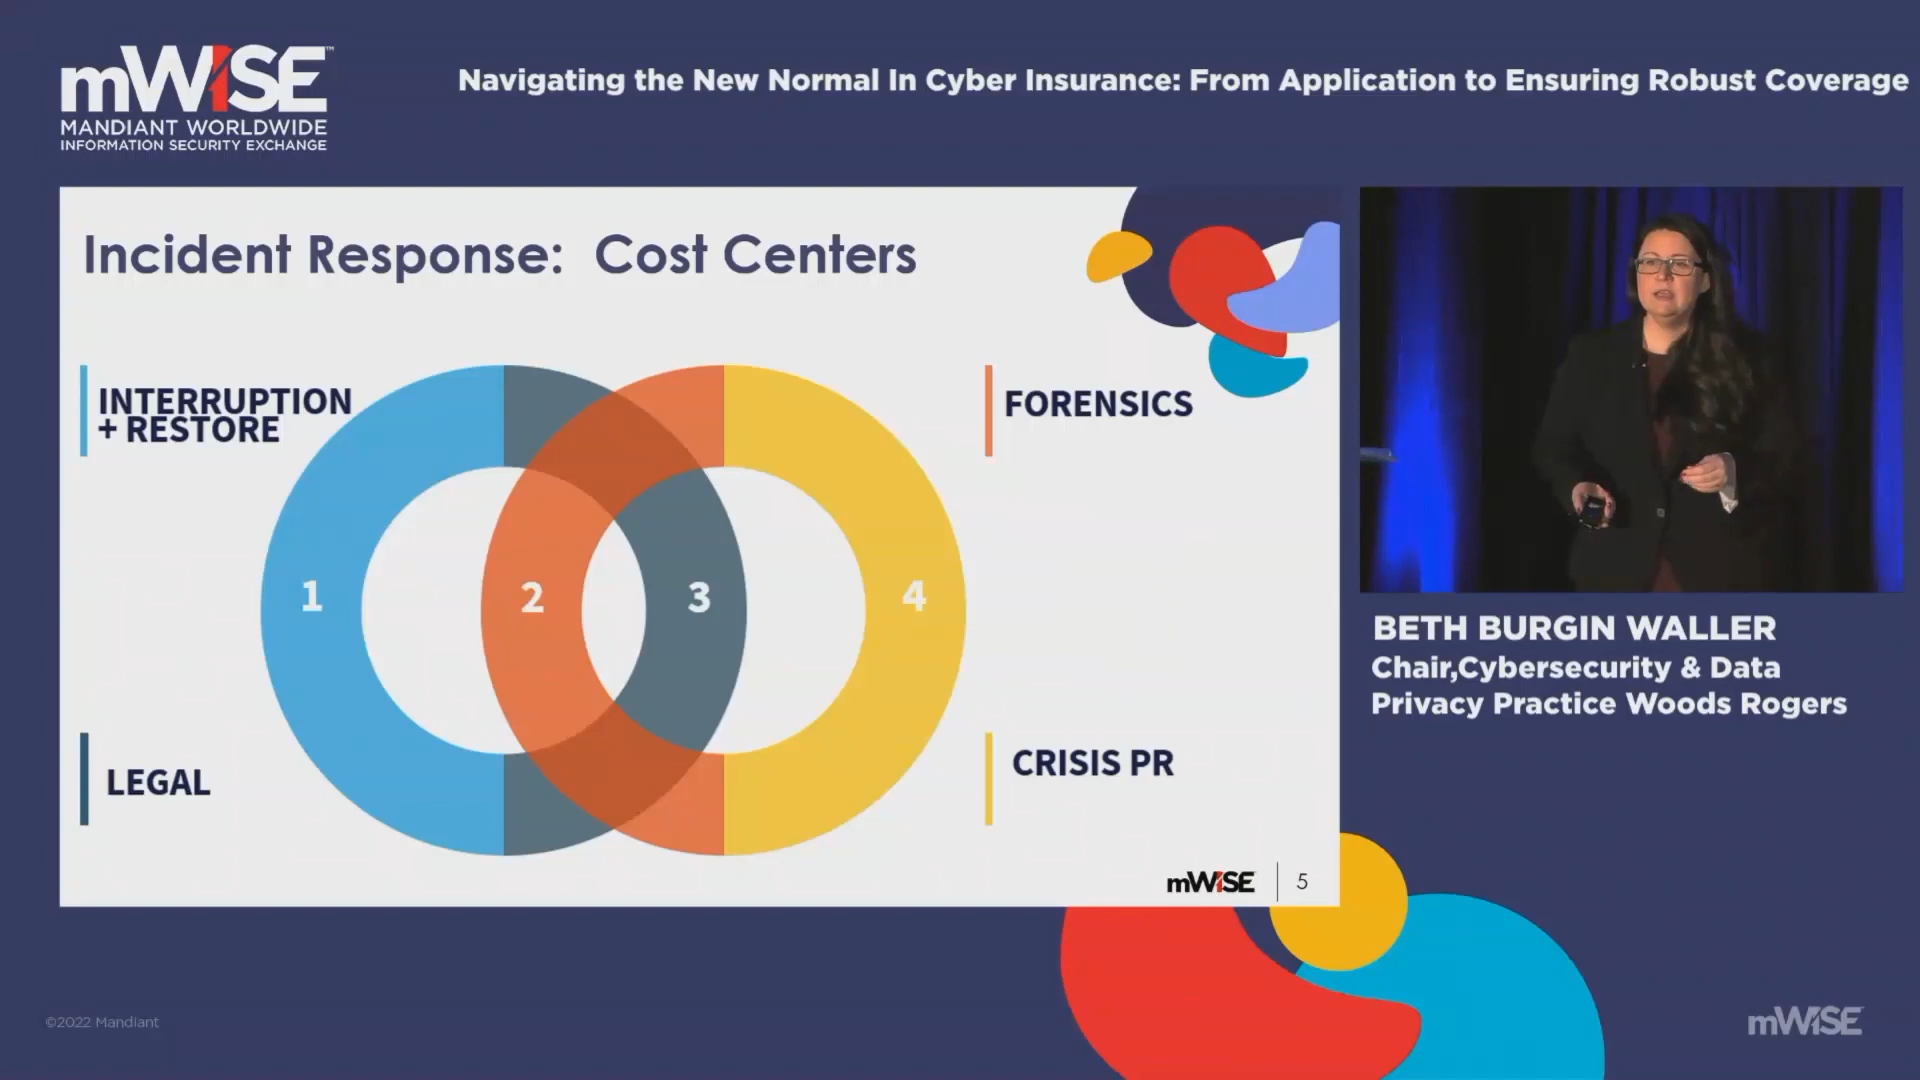 mWISE™
MANDIANT WORLDWIDE
INFORMATION SECURITY EXCHANGE
Navigating the New Normal In Cyber Insurance: From Application to Ensuring Robust Coverage
Incident Response: Cost Centers
INTERRUPTION
+ RESTORE
FORENSICS
1
2
3
4
LEGAL
CRISIS PR
mWISE
5
BETH BURGIN WALLER
Chair,Cybersecurity & Data
Privacy Practice Woods Rogers
©2022 Mandiant
mWISE